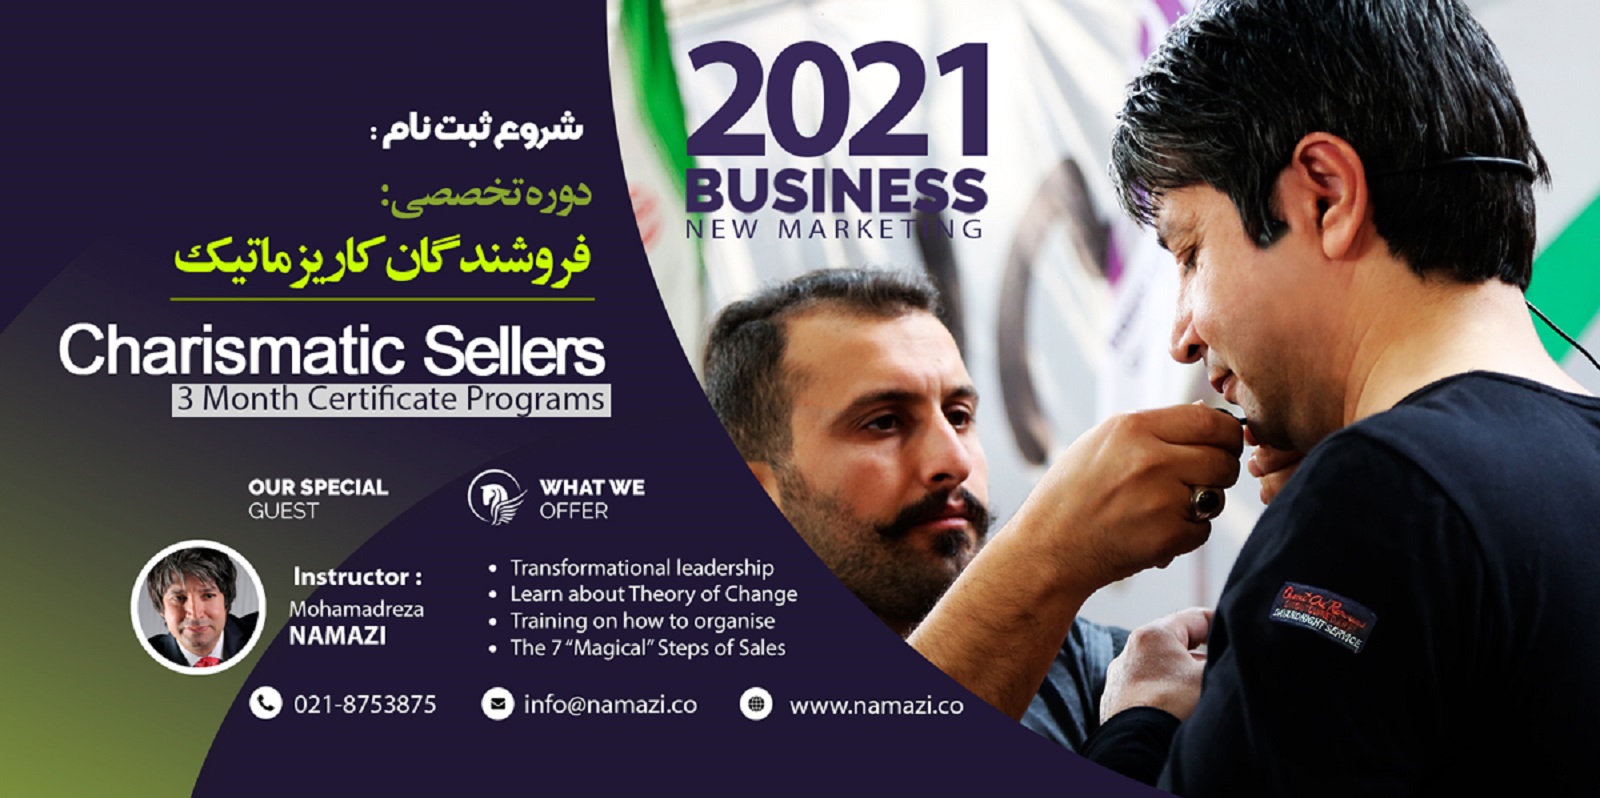 شروع ثبت نام :
دوره تخصصی:
فروشندگان کاریزماتیک
Charismatic Sellers
3 Month Certificate Programs
2021
BUSINESS
NEW MARKETING
OUR SPECIAL
GUEST
Instructor :
Mohamadreza
NAMAZI
WHAT WE
OFFER
• Transformational leadership
• Learn about Theory of Change
• Training on how to organise
• The 7 “Magical” Steps of Sales
021-8753875
info@namazi.co
www.namazi.co